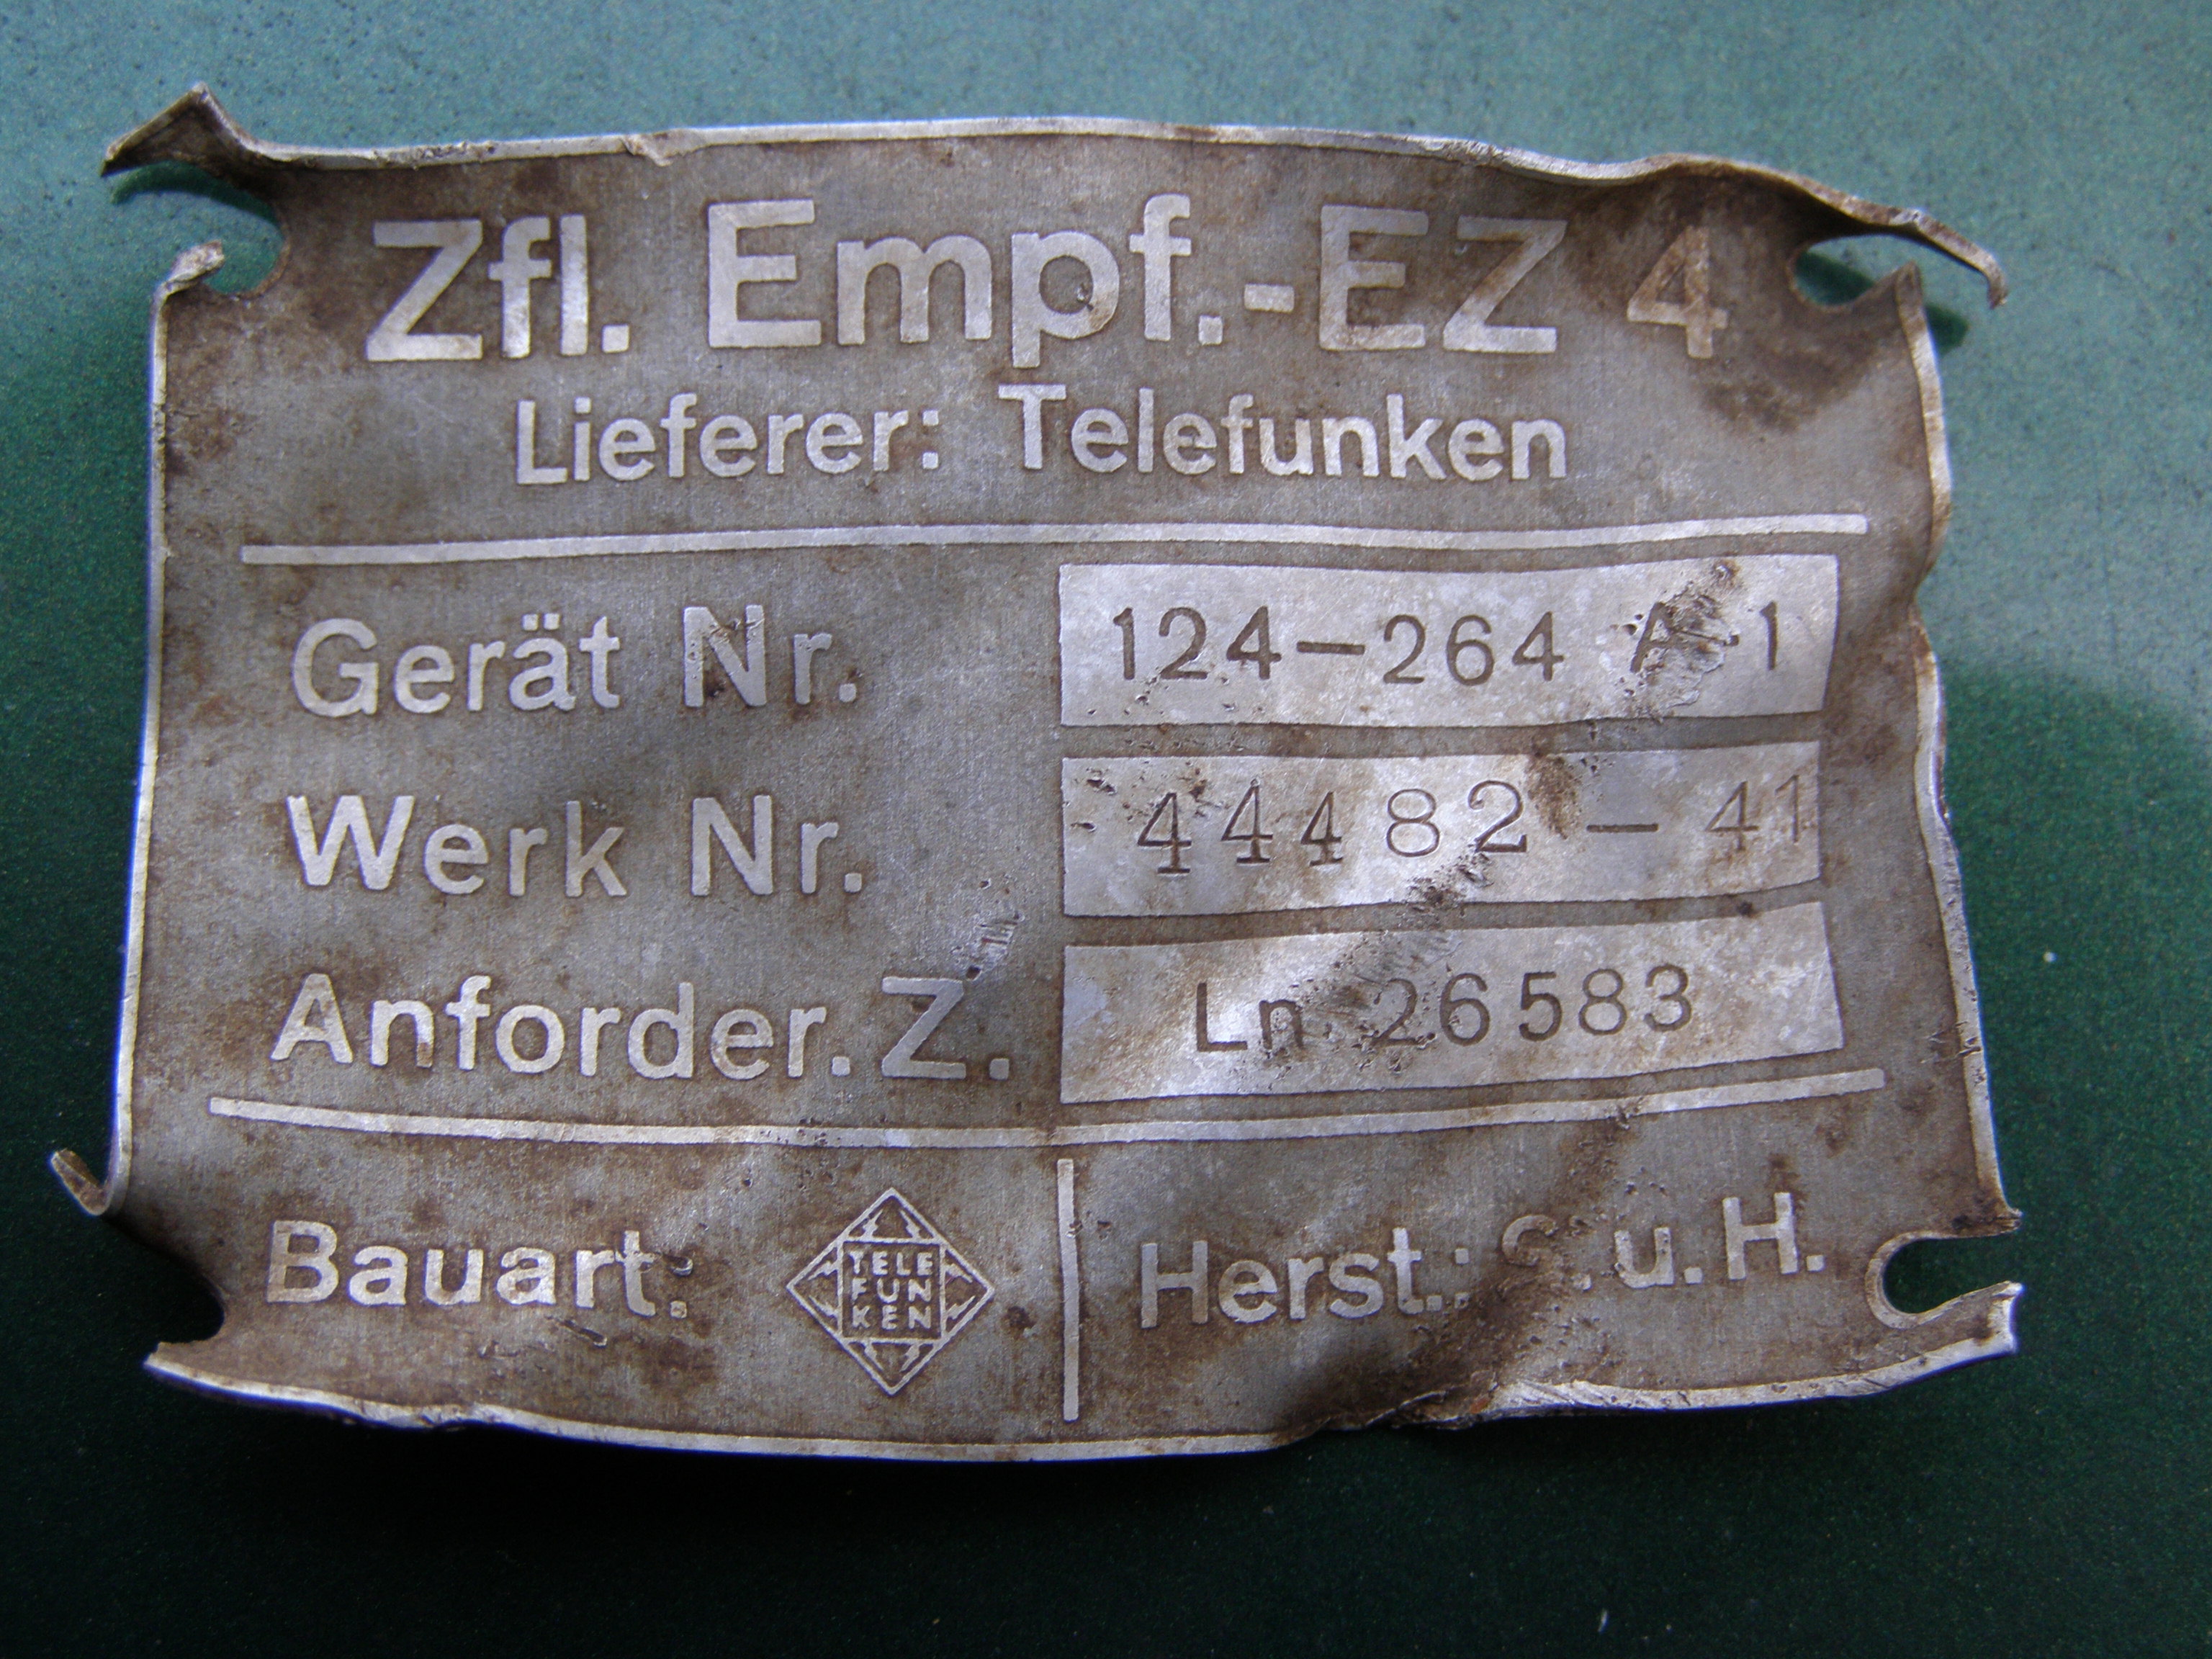 Zfl. Empf.-EZ 4
Lieferer: Telefunken
Gerät Nr. 124-264 A-1
Werk Nr. 44482-41
Anforder. Z. Ln 26583
Bauart: TELE
FUN
KEN
Herst.: u. H.